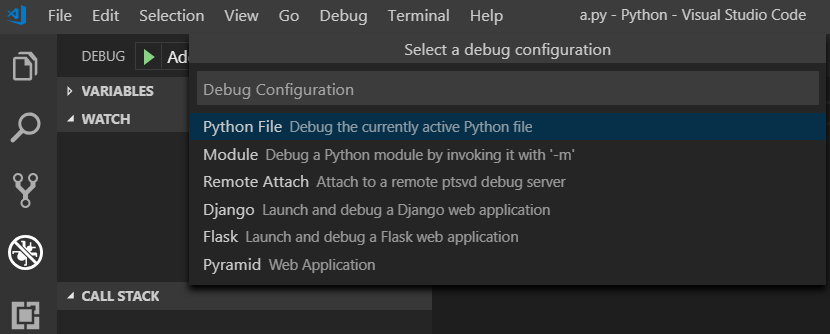 File Edit Selection View Go Debug Terminal Help a.py - Python - Visual Studio Code
Select a debug configuration
DEBUG
Debug Configuration
VARIABLES
WATCH
Python File Debug the currently active Python file
Module Debug a Python module by invoking it with '-m'
Remote Attach Attach to a remote ptsvd debug server
Django Launch and debug a Django web application
Flask Launch and debug a Flask web application
Pyramid Web Application
CALL STACK